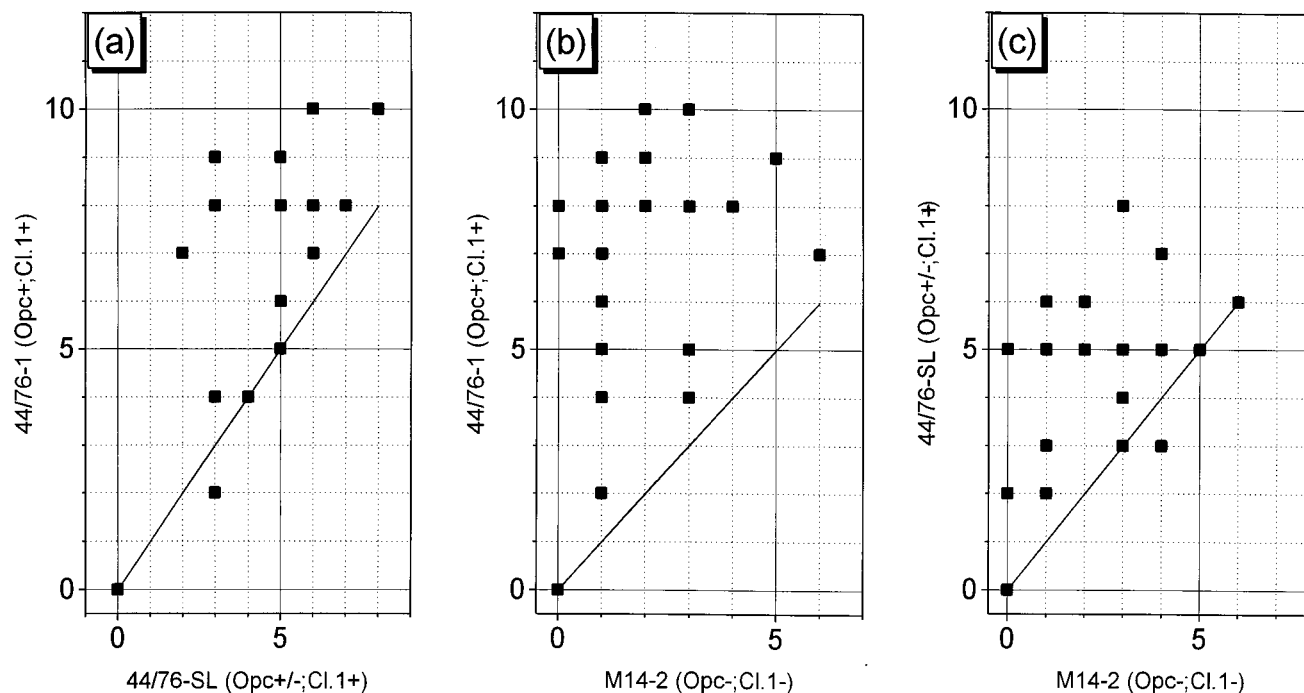 (a)
10
5
0
0 5
44/76-1 (Opc+;Cl.1+)
44/76-SL (Opc+/-;Cl.1+)
(b)
10
5
0
0 5
44/76-1 (Opc+;Cl.1+)
M14-2 (Opc-;Cl.1-)
(c)
10
5
0
0 5
44/76-SL (Opc+/-;Cl.1+)
M14-2 (Opc-;Cl.1-)